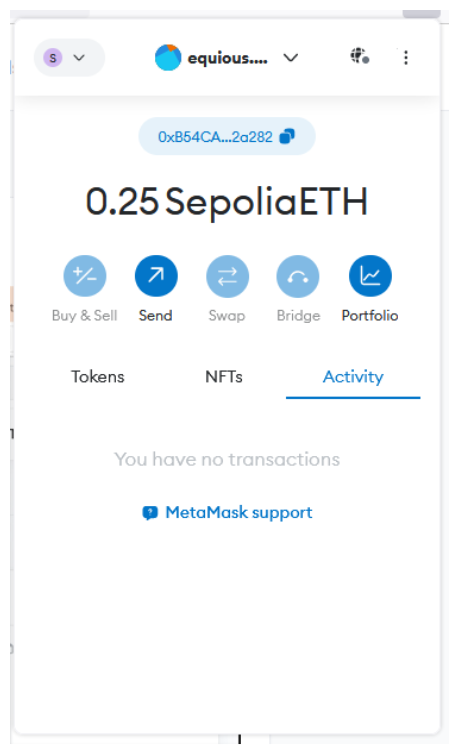 S equious....
0xB54CA...2a282
0.25 SepoliaETH
Buy & Sell Send Swap Bridge Portfolio
Tokens NFTs Activity
You have no transactions
MetaMask support